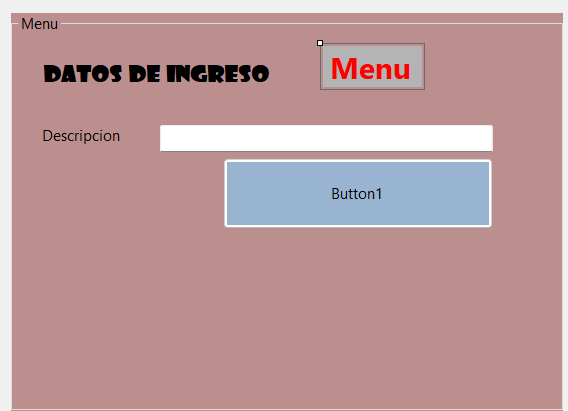 Menu
DATOS DE INGRESO
Menu
Descripcion
Button1